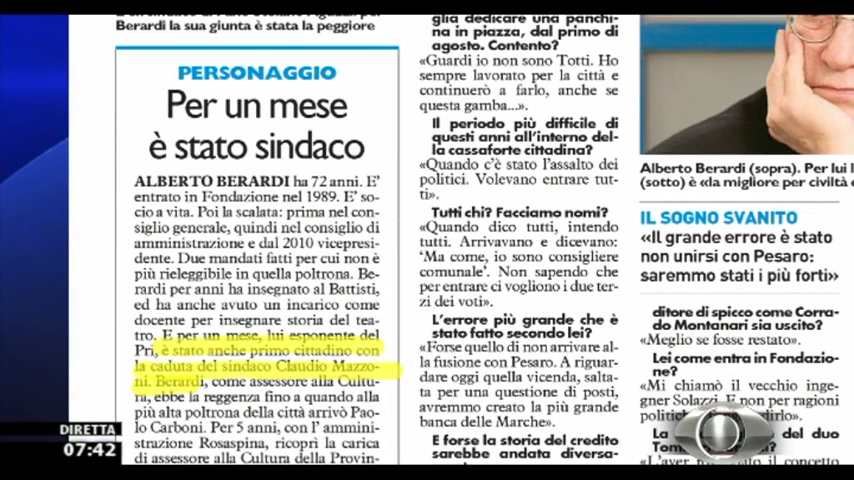 Berardi la sua giunta è stata la peggiore
PERSONAGGIO
Per un mese
è stato sindaco
ALBERTO BERARDI ha 72 anni. E'
entrato in Fondazione nel 1989. E' so-
cio a vita. Poi la scalata: prima nel con-
siglio generale, quindi nel consiglio di
amministrazione e dal 2010 vicepresi-
dente. Due mandati fatti per cui non è
più rieleggibile in quella poltrona. Be-
rardi per anni ha insegnato al Battisti,
ed ha anche avuto un incarico come
docente per insegnare storia del tea-
tro. E per un mese, lui esponente del
Pri, è stato anche primo cittadino con
la caduta del sindaco Claudio Mazzo-
ni. Berardi, come assessore alla Cultu-
ra, ebbe la reggenza fino a quando alla
più alta poltrona della città arrivò Pao-
lo Carboni. Per 5 anni, con l' ammini-
strazione Rosaspina, ricoprì la carica
di assessore alla Cultura della Provin-
glia dedicare una panchi-
na in piazza, dal primo di
agosto. Contento?
«Guardi io non sono Totti. Ho
sempre lavorato per la città e
continuerò a farlo, anche se
questa gamba...».
Il periodo più difficile di
questi anni all'interno del-
la cassaforte cittadina?
«Quando c'è stato l'assalto dei
politici. Volevano entrare tut-
ti».
Tutti chi? Facciamo nomi?
«Quando dico tutti, intendo
tutti. Arrivavano e dicevano:
'Ma come, io sono consigliere
comunale'. Non sapendo che
per entrare ci vogliono i due ter-
zi dei voti».
L'errore più grande che è
stato fatto secondo lei?
«Forse quello di non arrivare al-
la fusione con Pesaro. A riguar-
dare oggi quella vicenda, salta-
ta per una questione di posti,
avremmo creato la più grande
banca delle Marche».
E forse la storia del credito
sarebbe andata diversa-
Alberto Berardi (sopra). Per lui l
(sotto) è «la migliore per civiltà e
IL SOGNO SVANITO
«Il grande errore è stato
non unirsi con Pesaro:
saremmo stati i più forti»
ditore di spicco come Corra-
do Montanari sia uscito?
«Meglio se fosse restato».
Lei come entra in Fondazio-
ne?
«Mi chiamò il vecchio inge-
gner Solazzi. E non per ragioni
politic
del duo
Tom
«L'aver
il concetto
DIRETTA
07:42